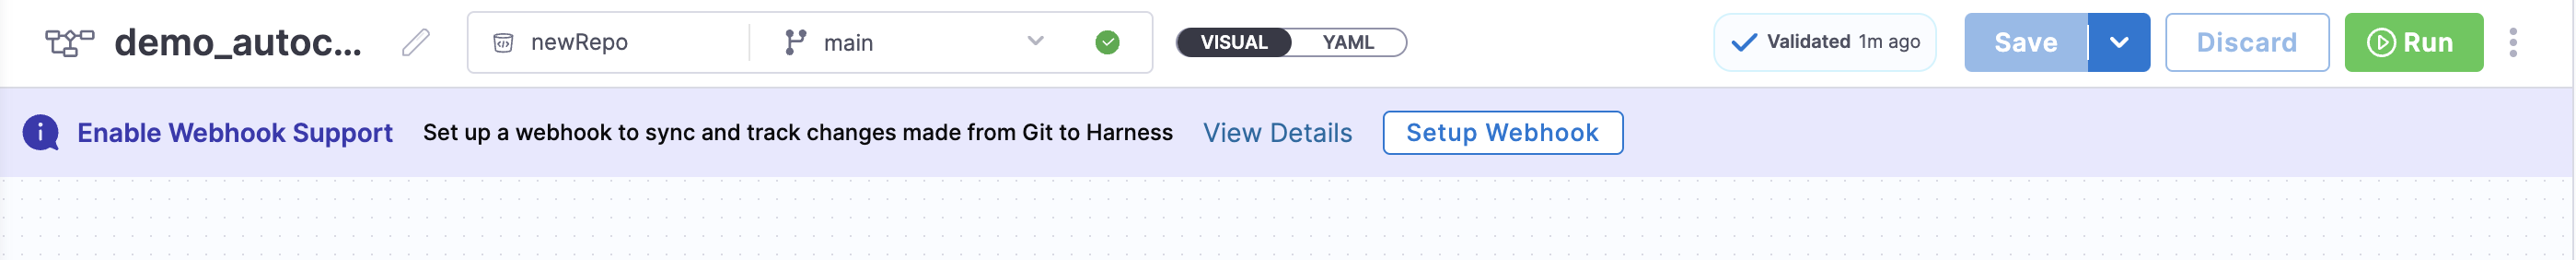 demo_autoc... newRepo main VISUAL YAML Validated 1m ago Save Discard Run
Enable Webhook Support Set up a webhook to sync and track changes made from Git to Harness View Details Setup Webhook